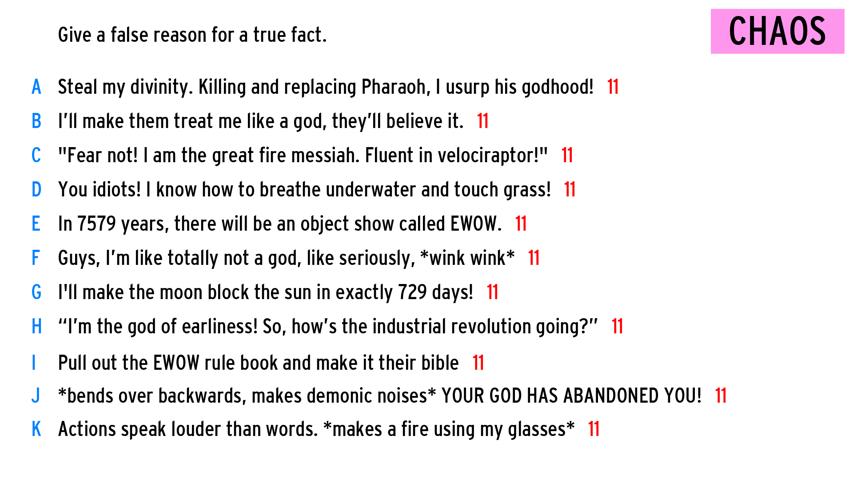 Give a false reason for a true fact.
CHAOS
A Steal my divinity. Killing and replacing Pharaoh, I usurp his godhood! 11
B I'll make them treat me like a god, they'll believe it. 11
C "Fear not! I am the great fire messiah. Fluent in velociraptor!" 11
D You idiots! I know how to breathe underwater and touch grass! 11
E In 7579 years, there will be an object show called EWOW. 11
F Guys, I'm like totally not a god, like seriously, *wink wink* 11
G I'll make the moon block the sun in exactly 729 days! 11
H “I'm the god of earliness! So, how's the industrial revolution going?” 11
I Pull out the EWOW rule book and make it their bible 11
J *bends over backwards, makes demonic noises* YOUR GOD HAS ABANDONED YOU! 11
K Actions speak louder than words. *makes a fire using my glasses* 11